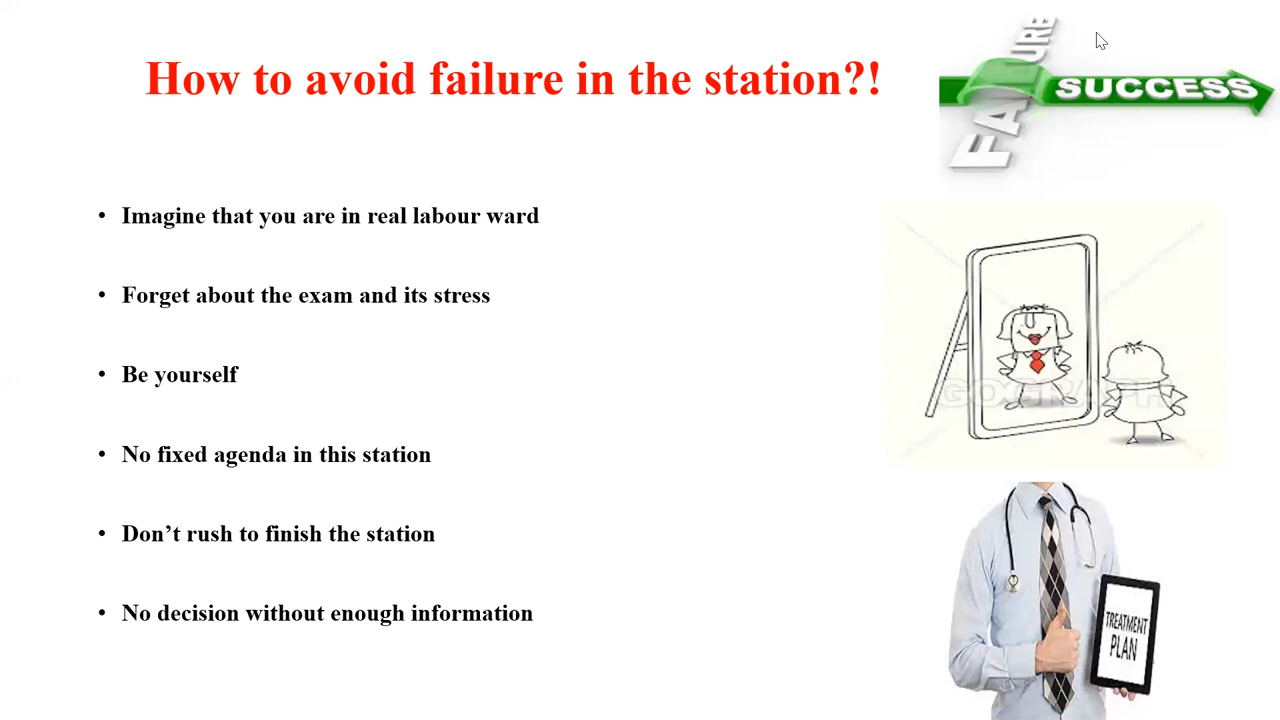 How to avoid failure in the station?!
FAILURE
SUCCESS
• Imagine that you are in real labour ward
• Forget about the exam and its stress
• Be yourself
• No fixed agenda in this station
• Don’t rush to finish the station
• No decision without enough information
GOGRAPH
TREATMENT
PLAN